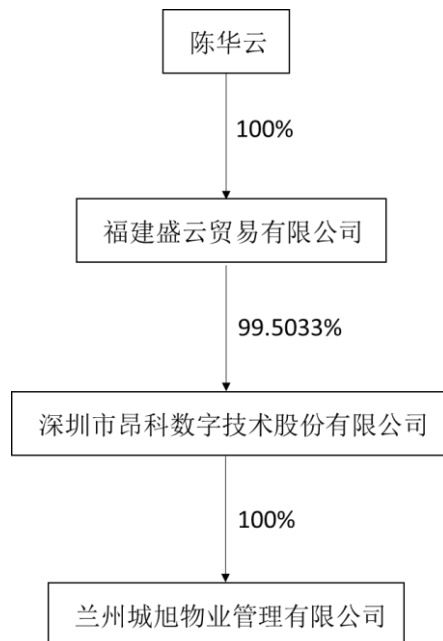 陈华云
100%
福建盛云贸易有限公司
99.5033%
深圳市昂科数字技术股份有限公司
100%
兰州城旭物业管理有限公司